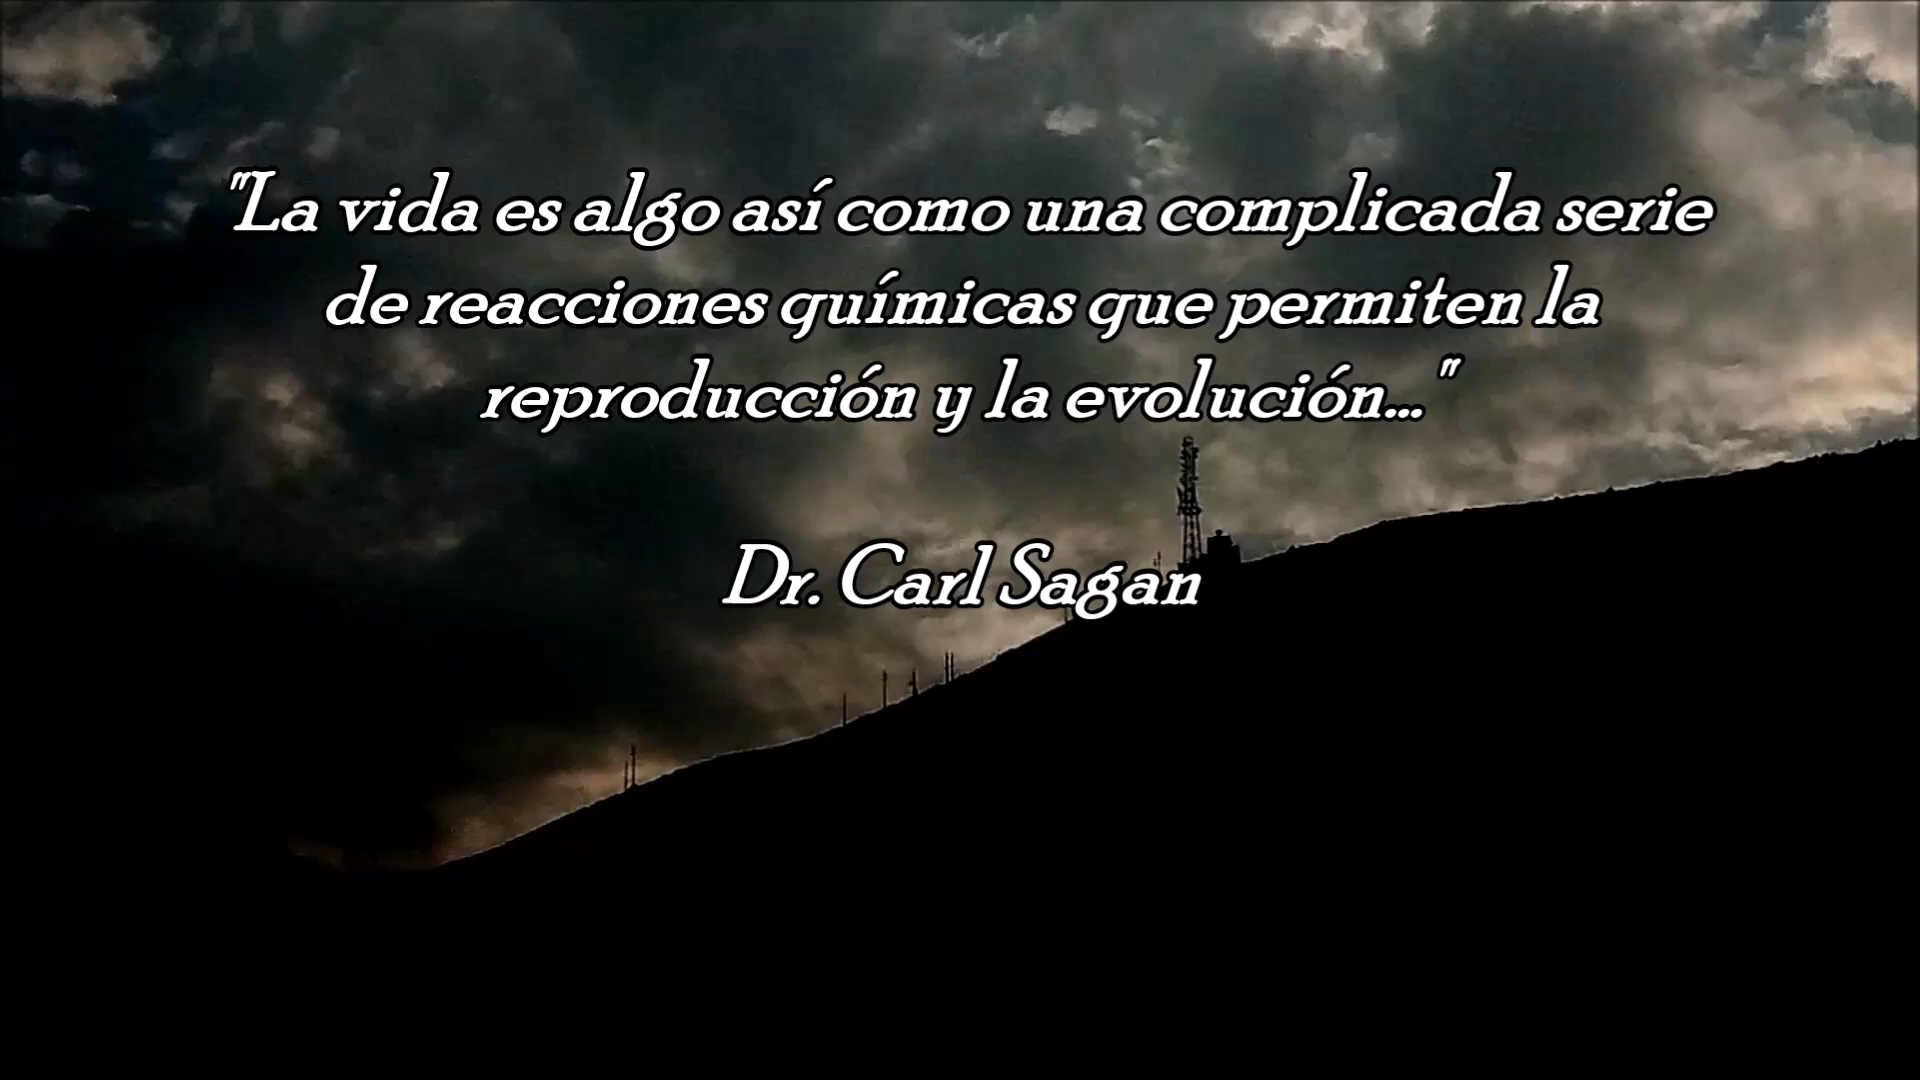 "La vida es algo así como una complicada serie
de reacciones químicas que permiten la
reproducción y la evolución..."
Dr. Carl Sagan